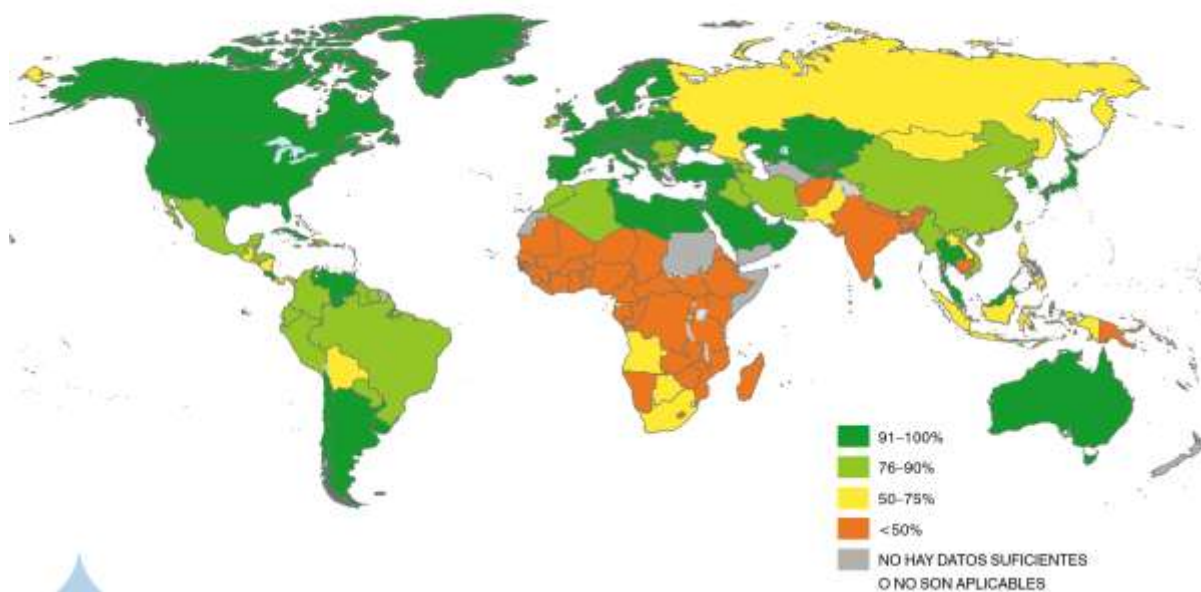 91–100%
76–90%
50–75%
<50%
NO HAY DATOS SUFICIENTES
O NO SON APLICABLES